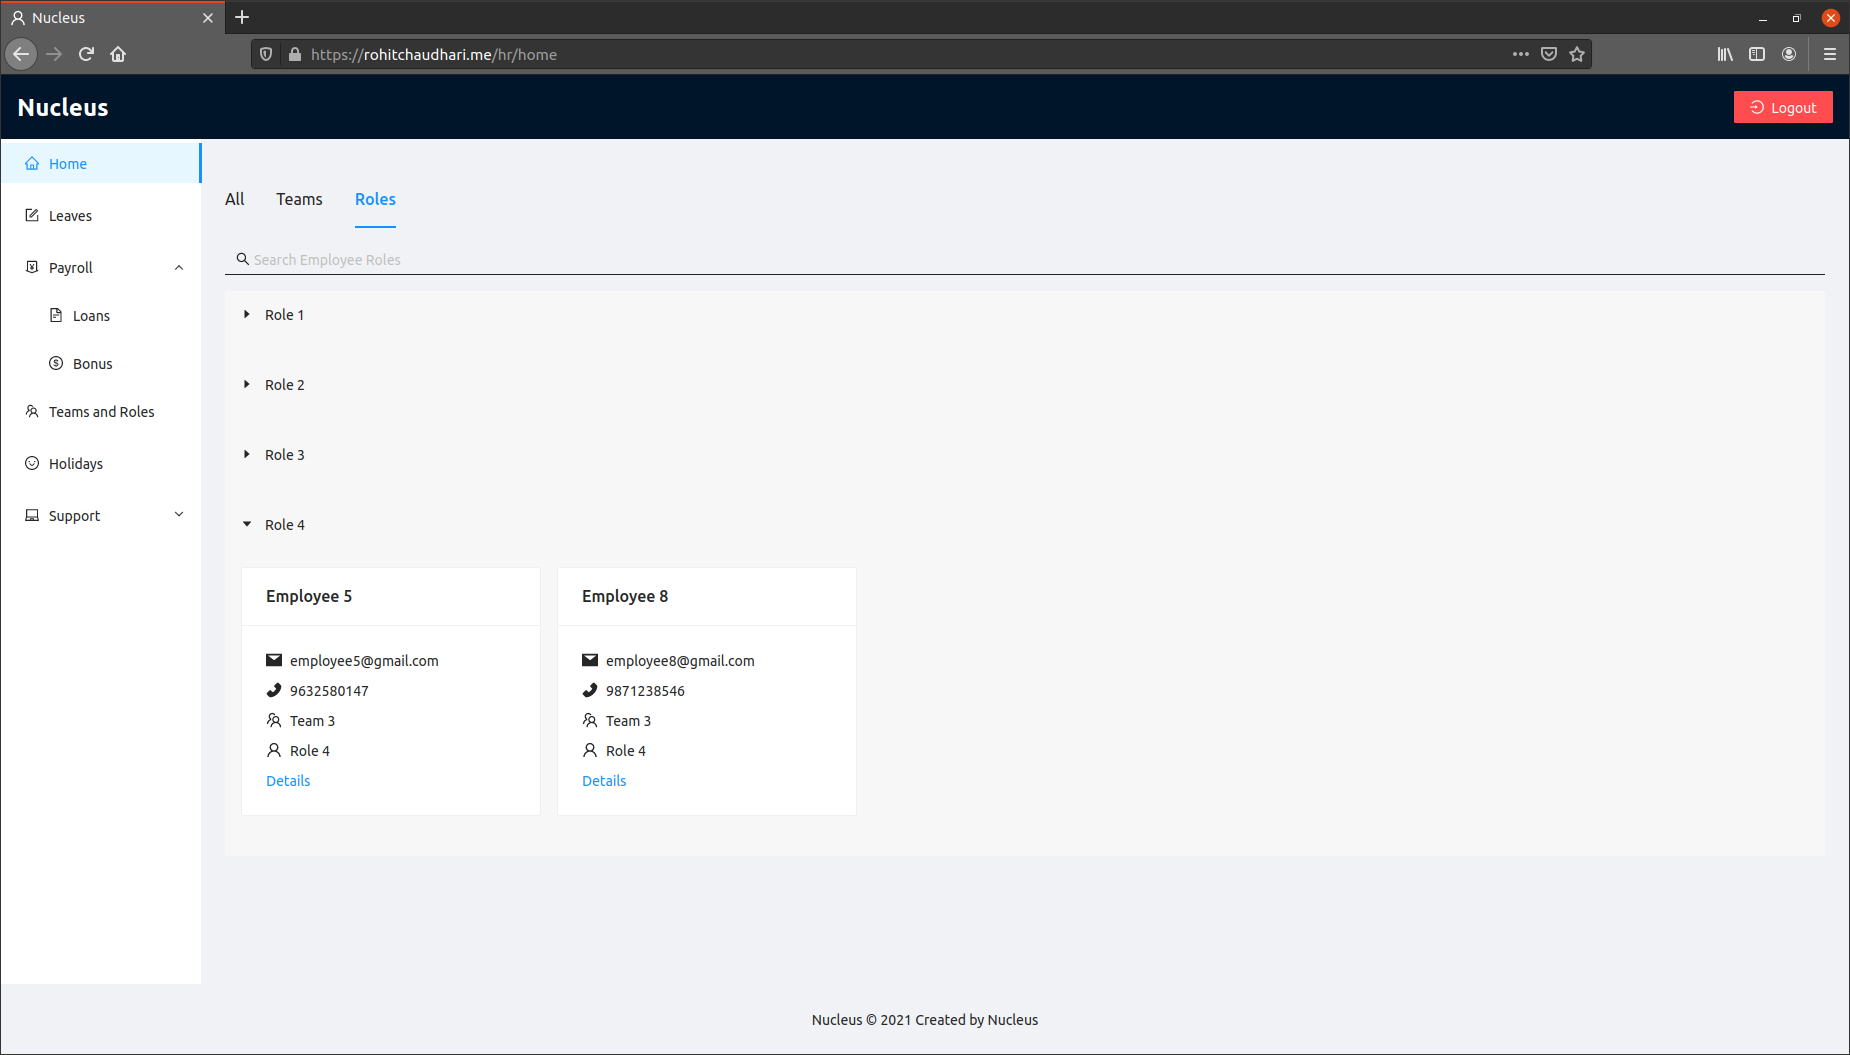 Nucleus
https://rohitchaudhari.me/hr/home
Nucleus
Logout
Home
Leaves
Payroll
Loans
Bonus
Teams and Roles
Holidays
Support
All Teams Roles
Search Employee Roles
Role 1
Role 2
Role 3
Role 4
Employee 5
employee5@gmail.com
9632580147
Team 3
Role 4
Details
Employee 8
employee8@gmail.com
9871238546
Team 3
Role 4
Details
Nucleus © 2021 Created by Nucleus